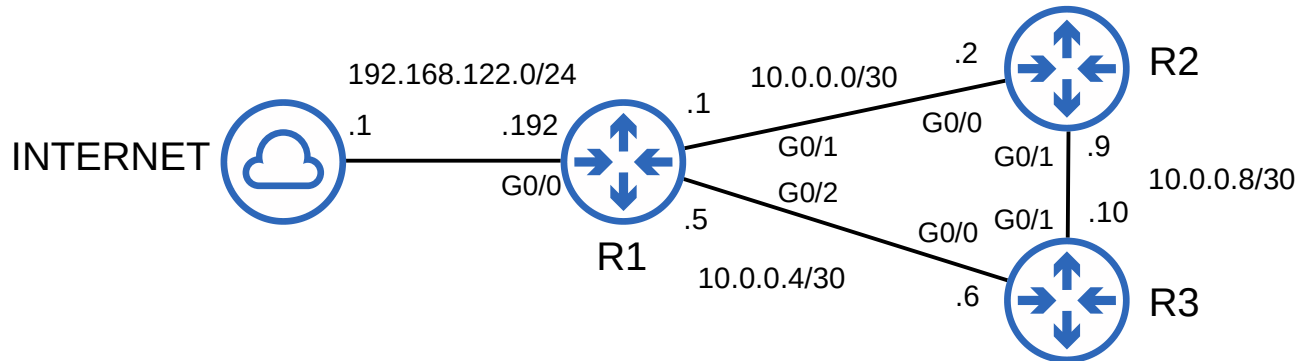 .2
R2
192.168.122.0/24
10.0.0.0/30
.1
.192
.1
G0/0
INTERNET
G0/1
G0/1
.9
G0/0
G0/2
10.0.0.8/30
.5
G0/0
G0/1
.10
R1
10.0.0.4/30
.6
R3